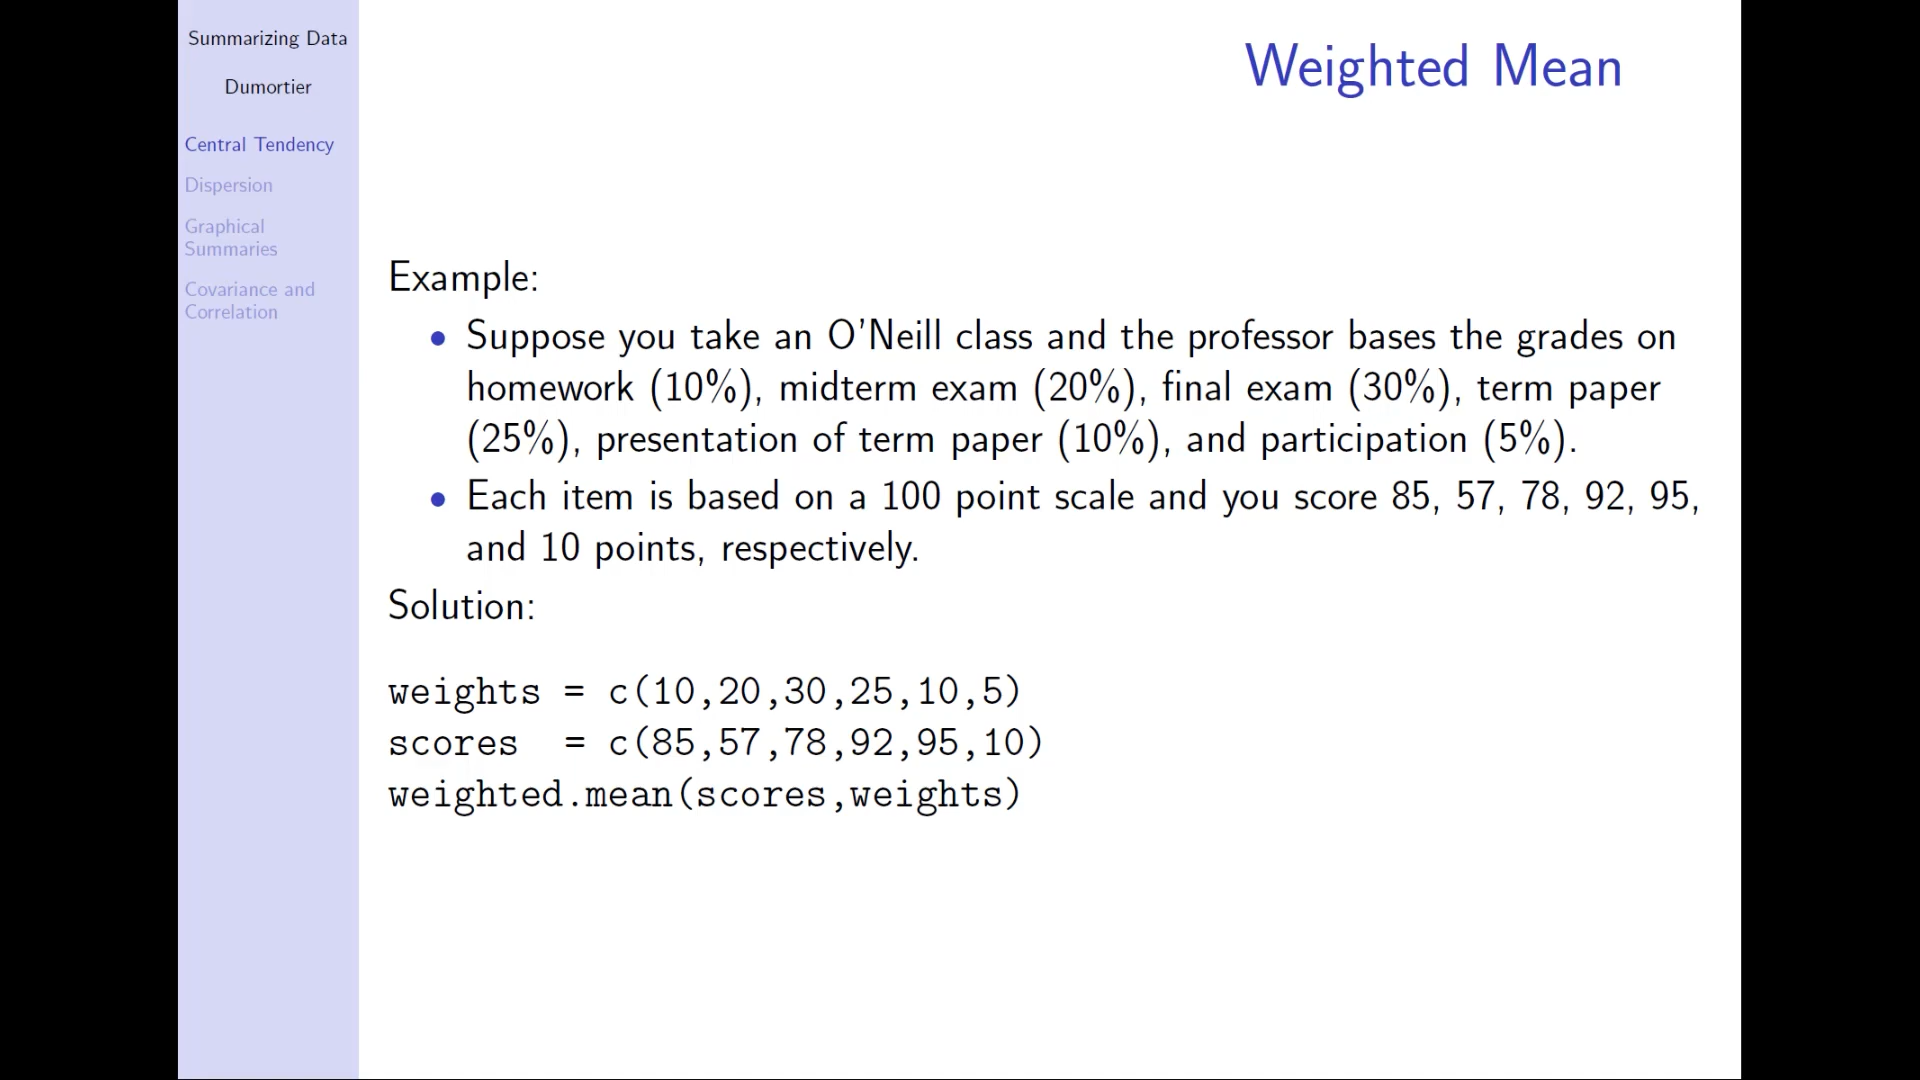 Summarizing Data
Dumortier
Central Tendency
Dispersion
Graphical
Summaries
Covariance and
Correlation
Weighted Mean
Example:
• Suppose you take an O'Neill class and the professor bases the grades on
homework (10%), midterm exam (20%), final exam (30%), term paper
(25%), presentation of term paper (10%), and participation (5%).
• Each item is based on a 100 point scale and you score 85, 57, 78, 92, 95,
and 10 points, respectively.
Solution:
weights = c(10,20,30,25,10,5)
scores  = c(85,57,78,92,95,10)
weighted.mean(scores,weights)